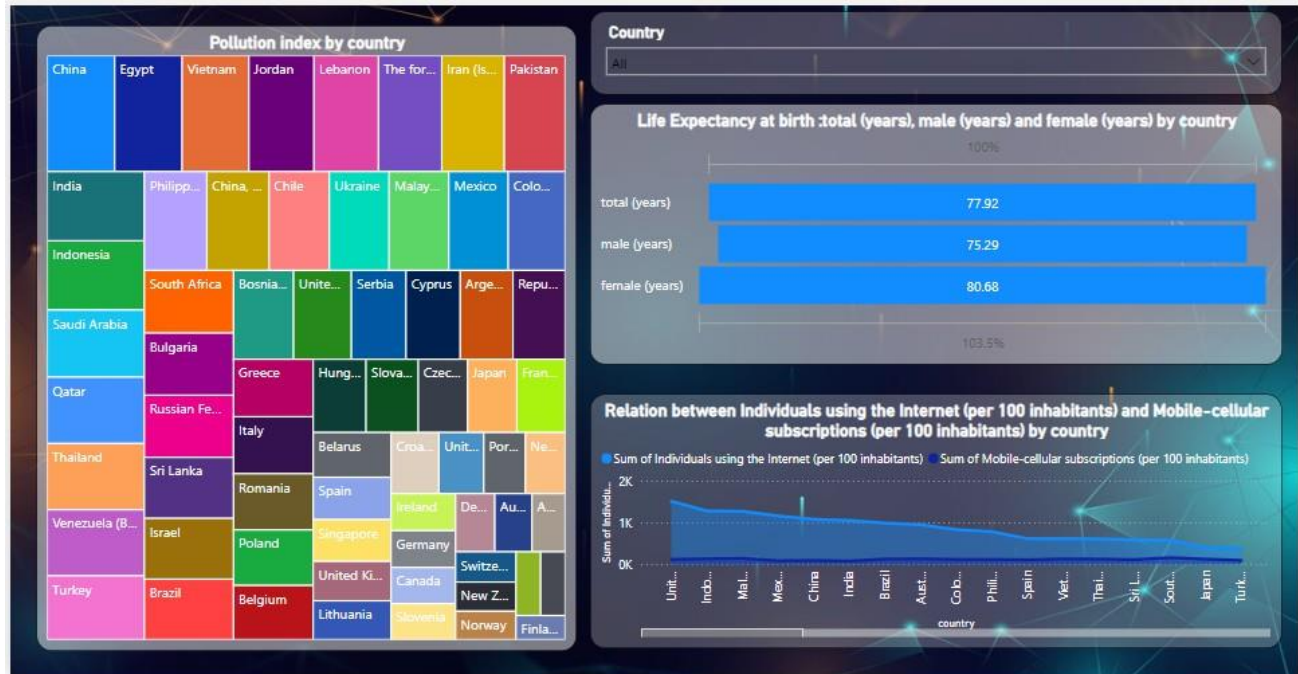 Pollution index by country
China
Egypt
Vietnam
Jordan
Lebanon
The for...
Iran (Is...
Pakistan
India
Philipp...
China, ...
Chile
Ukraine
Malay...
Mexico
Colo...
Indonesia
South Africa
Bosnia...
Unite...
Serbia
Cyprus
Arge...
Repu...
Saudi Arabia
Bulgaria
Greece
Hung...
Slova...
Czec...
Japan
Fran...
Qatar
Russian Fe...
Italy
Belarus
Croa...
Unit...
Por...
Ne...
Thailand
Sri Lanka
Romania
Spain
Ireland
De...
Au...
A...
Venezuela (B...
Israel
Poland
Singapore
Germany
Switze...
Turkey
Brazil
Belgium
United Ki...
Canada
New Z...
Lithuania
Slovenia
Norway
Finla...
Country
All
Life Expectancy at birth :total (years), male (years) and female (years) by country
100%
total (years) 77.92
male (years) 75.29
female (years) 80.68
103.5%
Relation between Individuals using the Internet (per 100 inhabitants) and Mobile-cellular
subscriptions (per 100 inhabitants) by country
Sum of Individuals using the Internet (per 100 inhabitants) Sum of Mobile-cellular subscriptions (per 100 inhabitants)
Sum of Individu...
2K
1K
0K
Unit...
Indo...
Mal...
Mex...
China
India
Brazil
Aust...
Colo...
Phili...
Spain
Viet...
Thai...
Sri L...
Sout...
Japan
Turk...
country